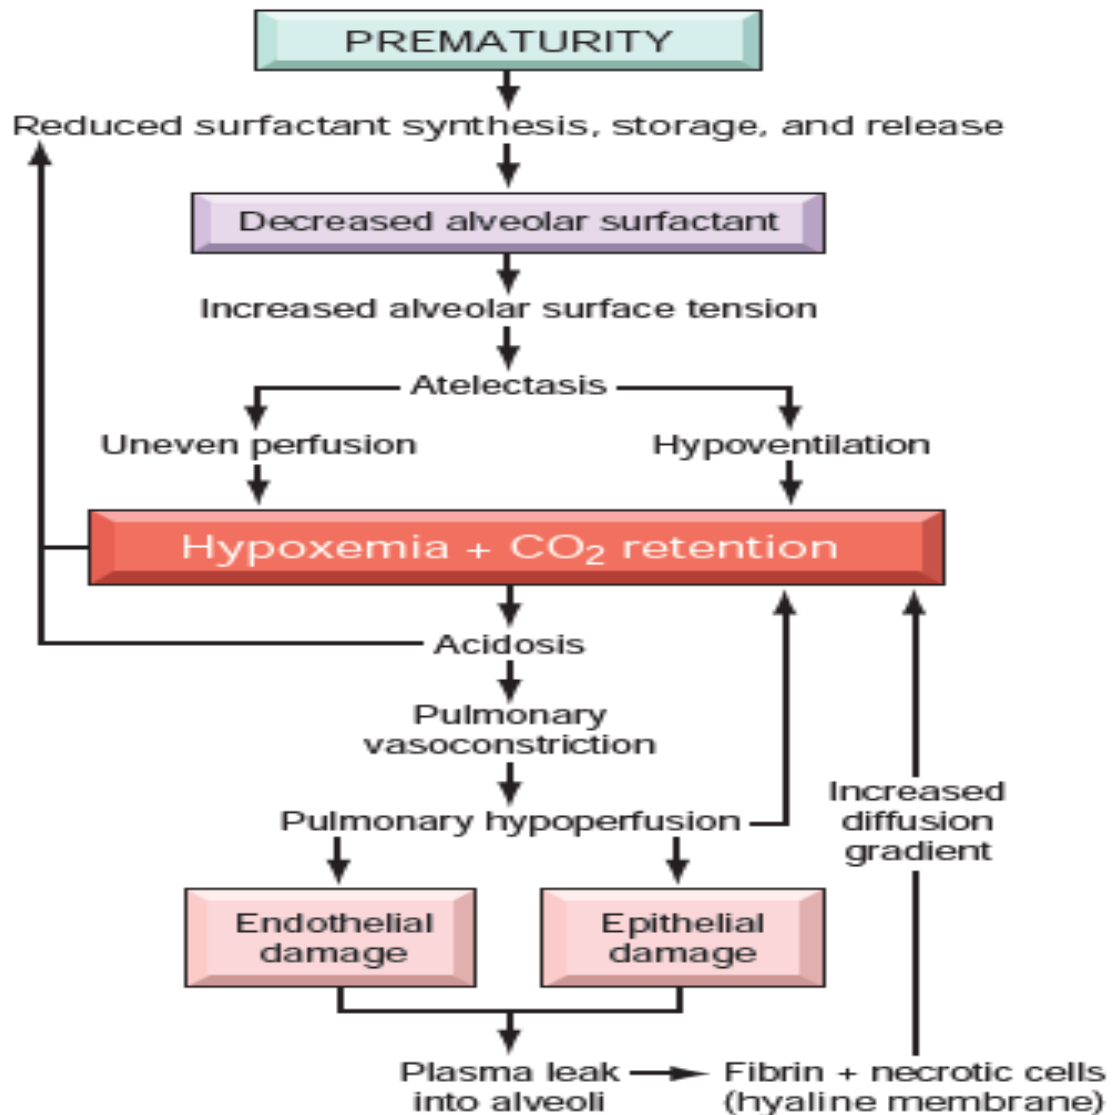 PREMATURITY
Reduced surfactant synthesis, storage, and release
Decreased alveolar surfactant
Increased alveolar surface tension
Atelectasis
Uneven perfusion
Hypoventilation
Hypoxemia + CO₂ retention
Acidosis
Pulmonary
vasoconstriction
Pulmonary hypoperfusion
Increased
diffusion
gradient
Endothelial
damage
Epithelial
damage
Plasma leak
into alveoli
Fibrin + necrotic cells
(hyaline membrane)